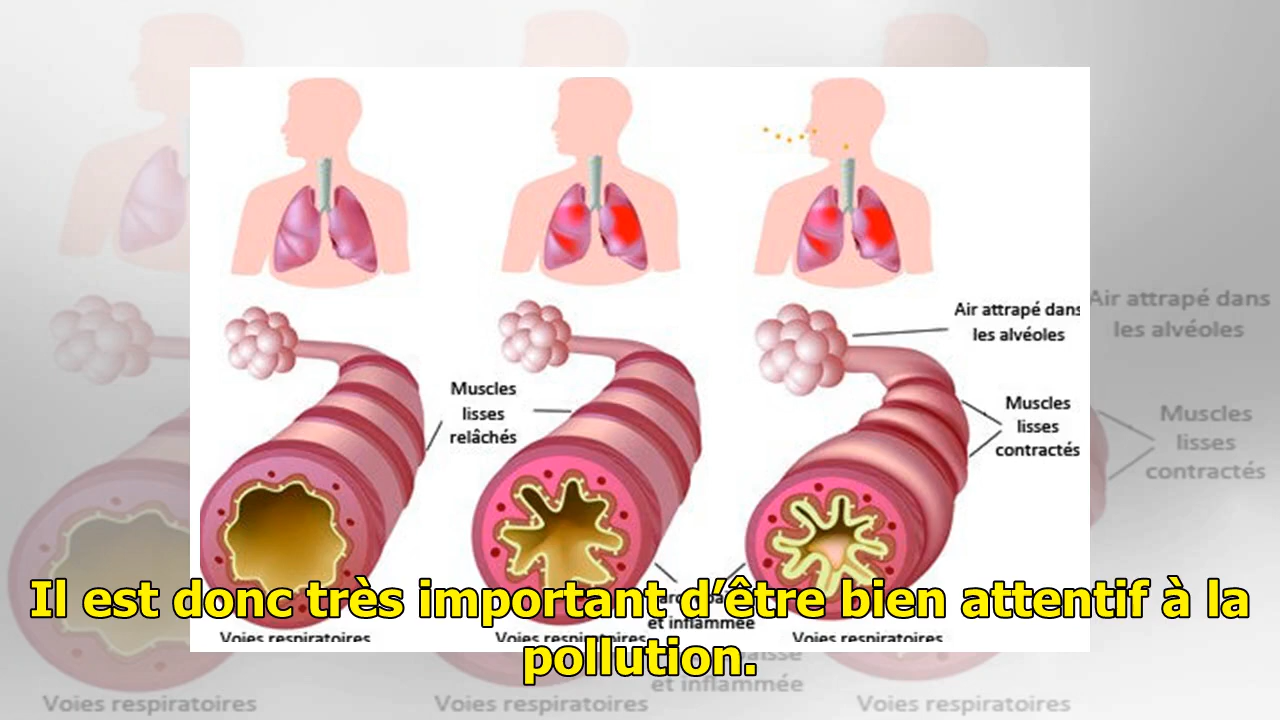 Air attrapé dans
les alvéoles
Muscles
lisses
relâchés
Muscles
lisses
contractés
et inflammée
Voies respiratoires
Voies respiratoires
Voies respiratoires
Il est donc très important d’être bien attentif à la
pollution.
Air attrapé dans
les alvéoles
Muscles
lisses
contractés
et inflammée
Voies respiratoires
Voies respiratoires
Voies respiratoires